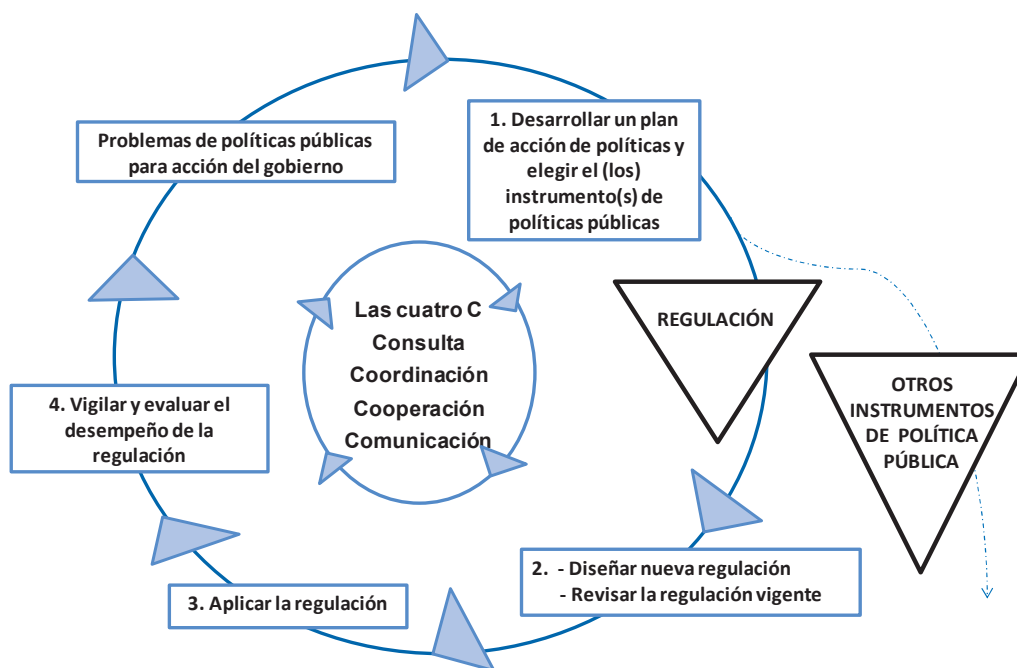 Problemas de políticas públicas
para acción del gobierno
1. Desarrollar un plan
de acción de políticas y
elegir el (los)
instrumento(s) de
políticas públicas
REGULACIÓN
OTROS
INSTRUMENTOS
DE POLÍTICA
PÚBLICA
Las cuatro C
Consulta
Coordinación
Cooperación
Comunicación
4. Vigilar y evaluar el
desempeño de la
regulación
3. Aplicar la regulación
2. - Diseñar nueva regulación
- Revisar la regulación vigente